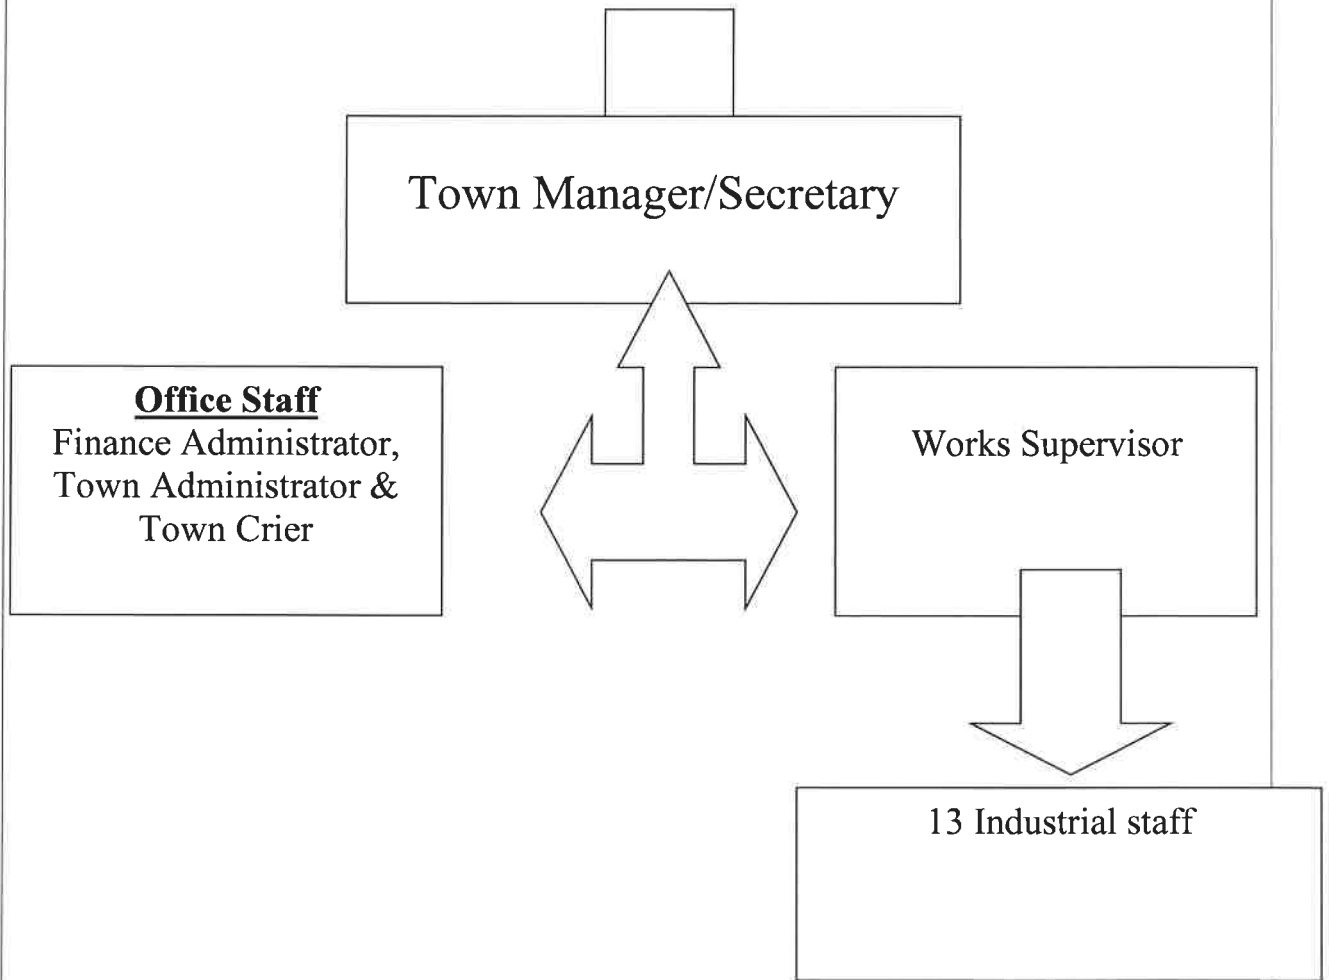 Town Manager/Secretary
Office Staff
Finance Administrator,
Town Administrator &
Town Crier
Works Supervisor
13 Industrial staff